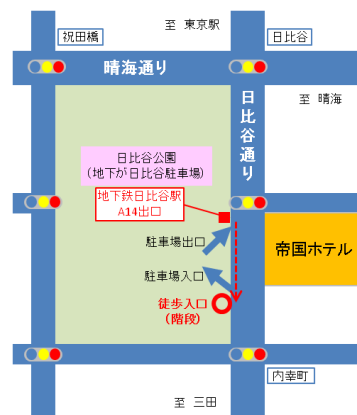 至 東京駅
祝田橋
日比谷
晴海通り
至 晴海
日比谷通り
日比谷公園
(地下が日比谷駐車場)
地下鉄日比谷駅
A14出口
駐車場出口
帝国ホテル
駐車場入口
徒歩入口
(階段)
内幸町
至 三田